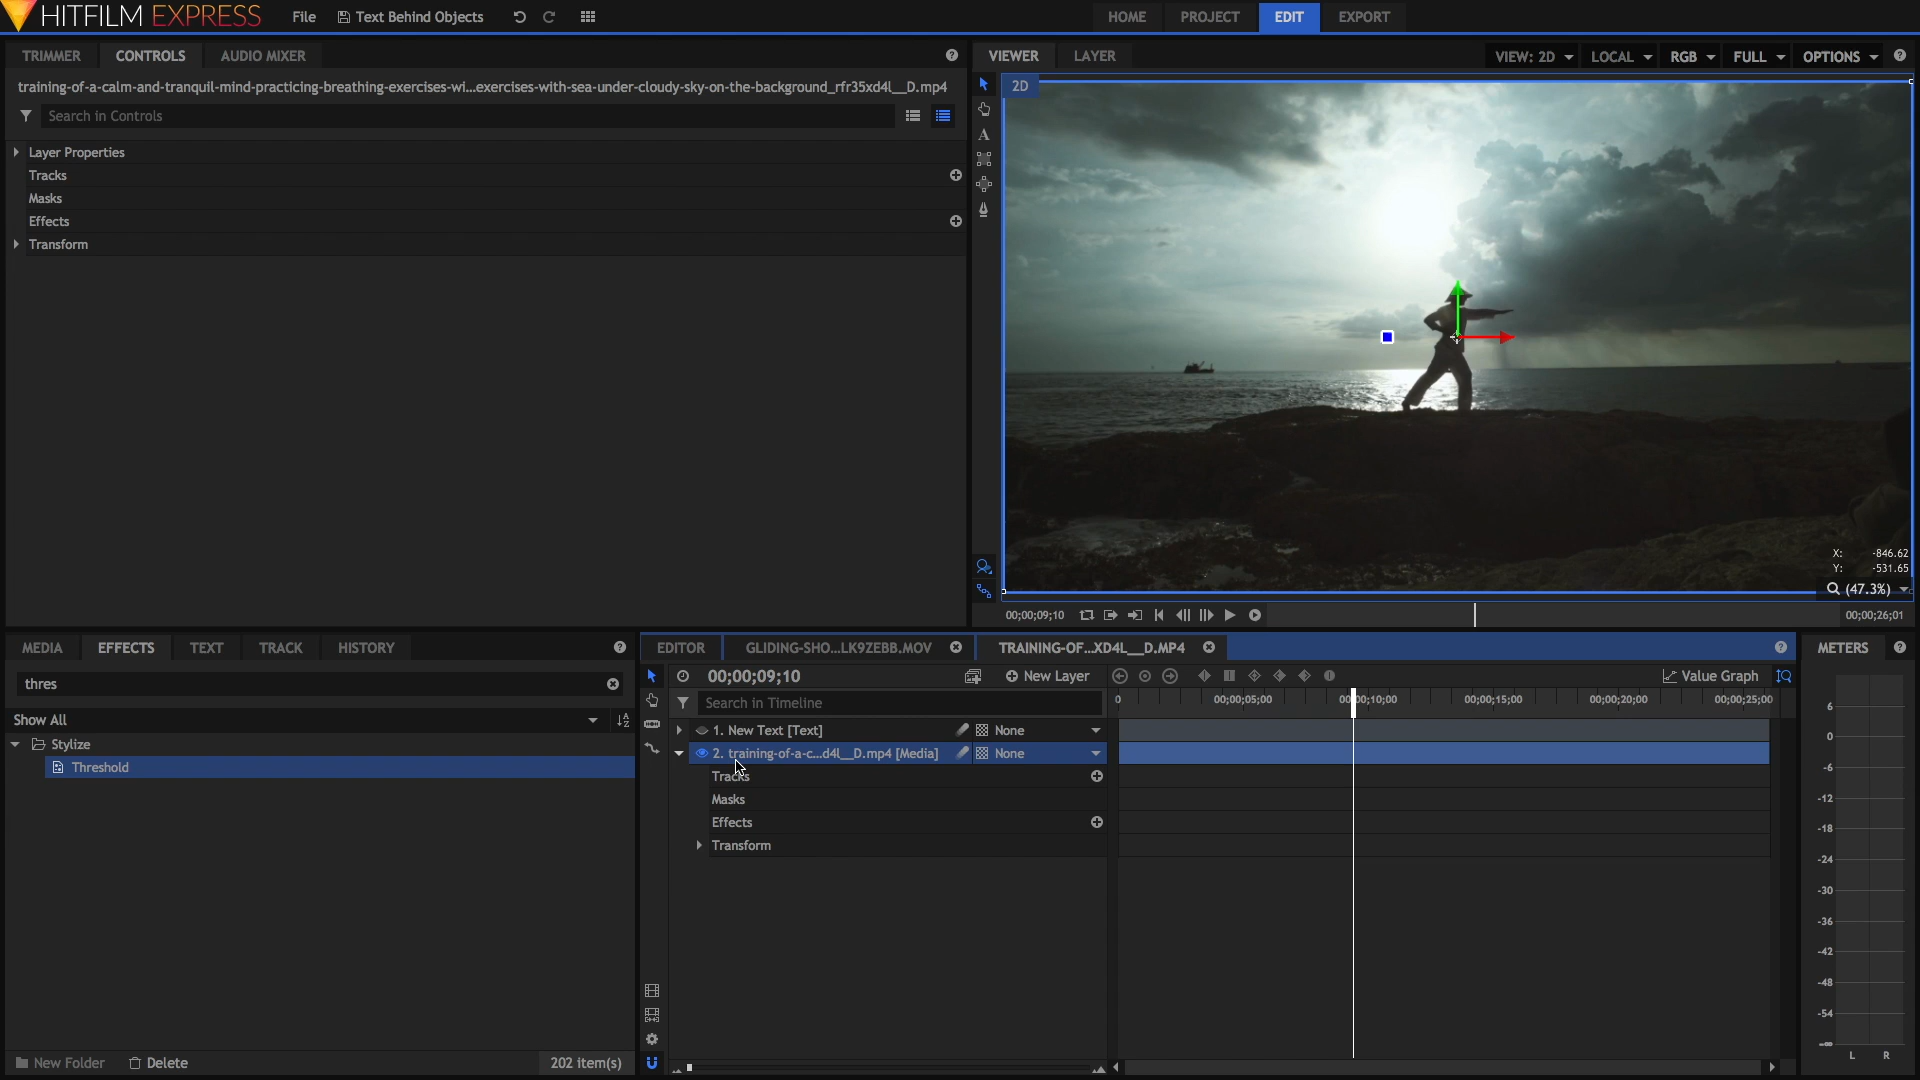 HITFILM EXPRESS
File
Text Behind Objects
HOME
PROJECT
EDIT
EXPORT
TRIMMER
CONTROLS
AUDIO MIXER
training-of-a-calm-and-tranquil-mind-practicing-breathing-exercises-wi...exercises-with-sea-under-cloudy-sky-on-the-background_rfr35xd4l__D.mp4
Search in Controls
Layer Properties
Tracks
Masks
Effects
Transform
VIEWER
LAYER
VIEW: 2D
LOCAL
RGB
FULL
OPTIONS
2D
X: -846.62
Y: -531.65
(47.3%)
00;00;09;10
00;00;26;01
MEDIA
EFFECTS
TEXT
TRACK
HISTORY
thres
Show All
Stylize
Threshold
New Folder
Delete
202 item(s)
EDITOR
GLIDING-SHO...LK9ZEBB.MOV
TRAINING-OF...XD4L__D.MP4
00;00;09;10
New Layer
Value Graph
Search in Timeline
0
00;00;05;00
00;00;10;00
00;00;15;00
00;00;20;00
00;00;25;00
1. New Text [Text]
None
2. training-of-a-c...d4l__D.mp4 [Media]
None
Tracks
Masks
Effects
Transform
METERS
6
0
-6
-12
-18
-24
-30
-36
-42
-48
-54
-∞
L
R